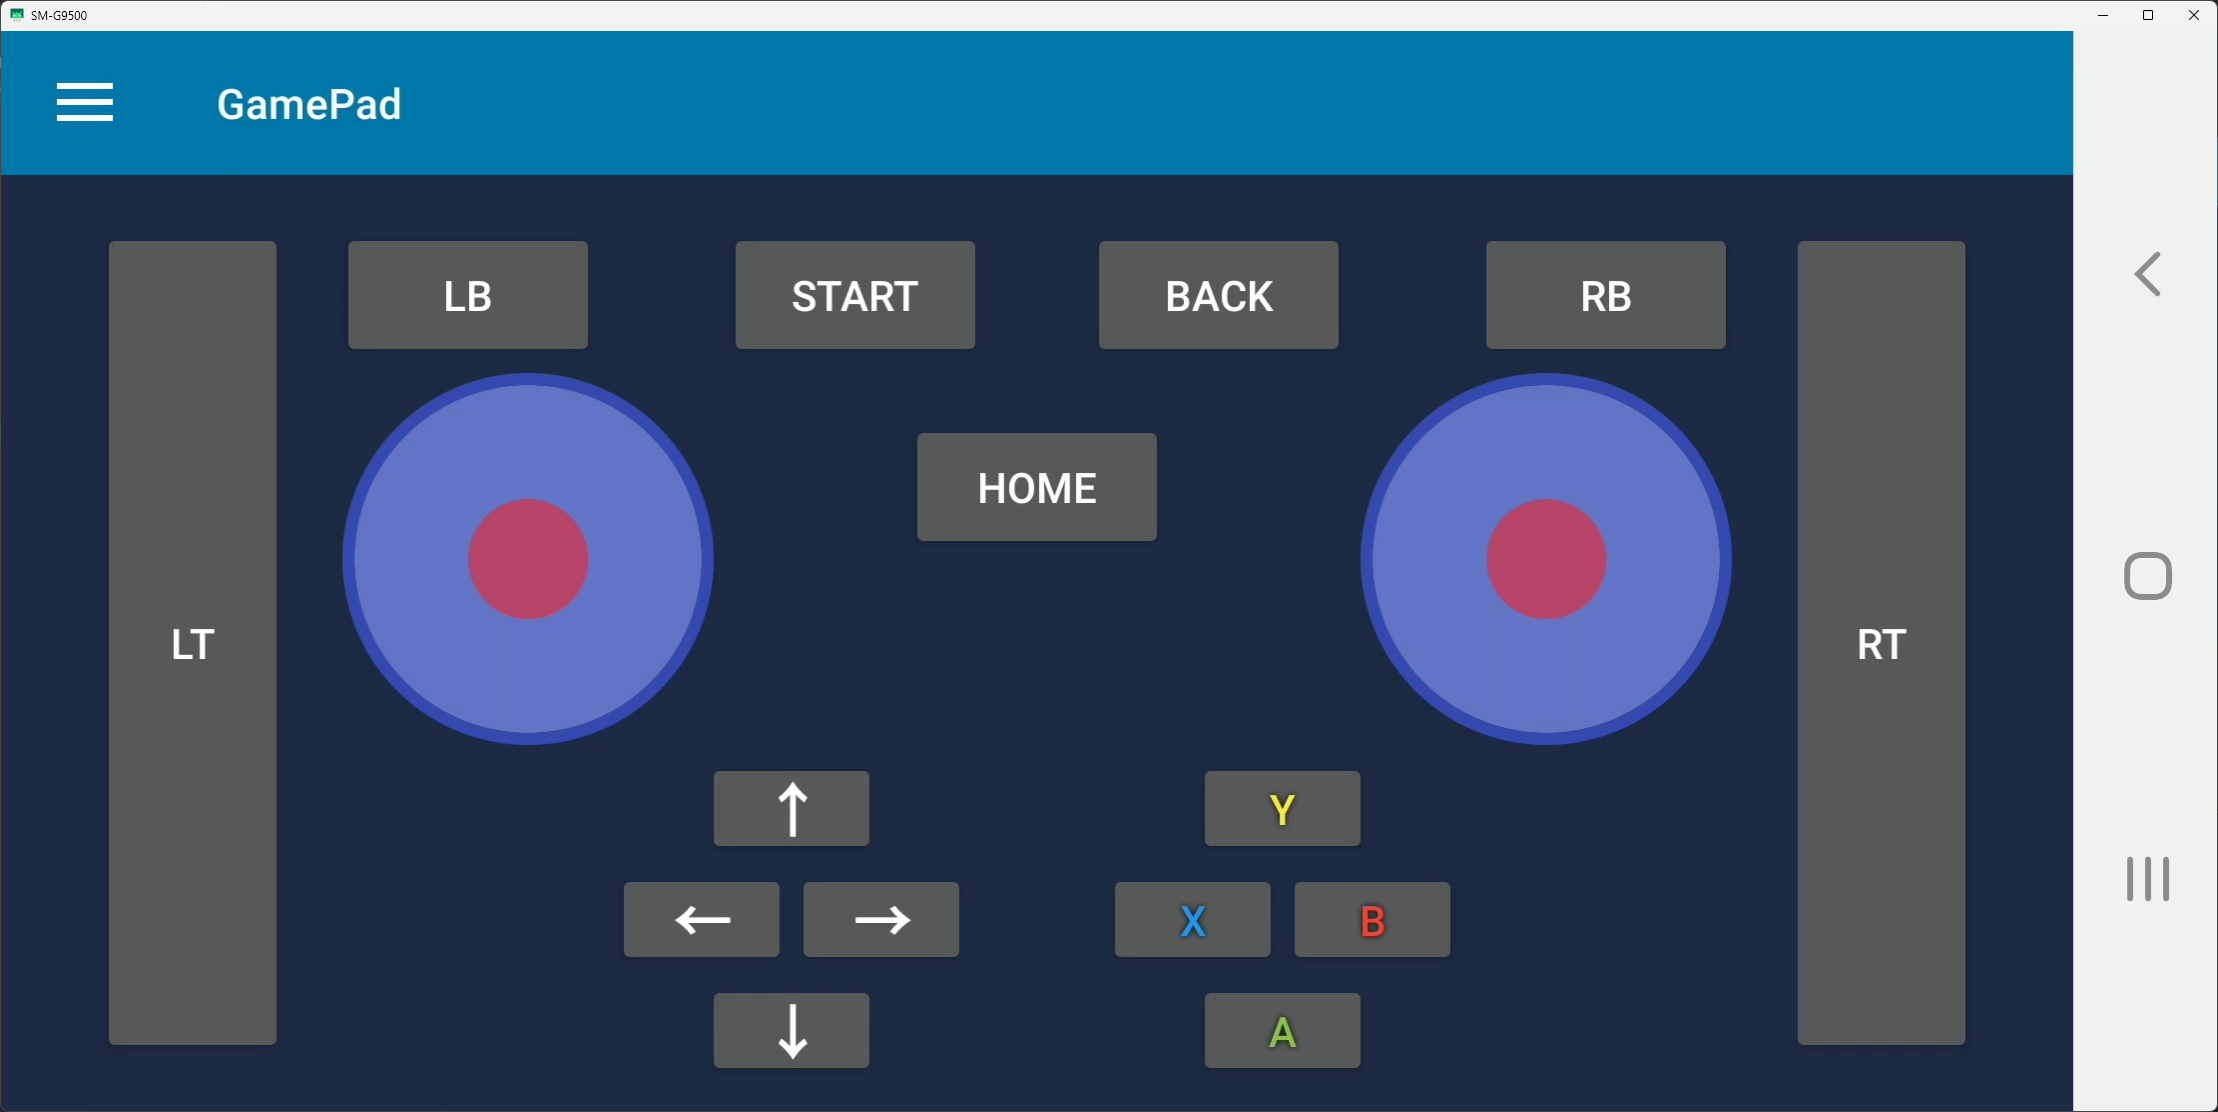 SM-G9500
GamePad
LB
START
BACK
RB
HOME
LT
RT
↑
Y
←
→
X
B
↓
A